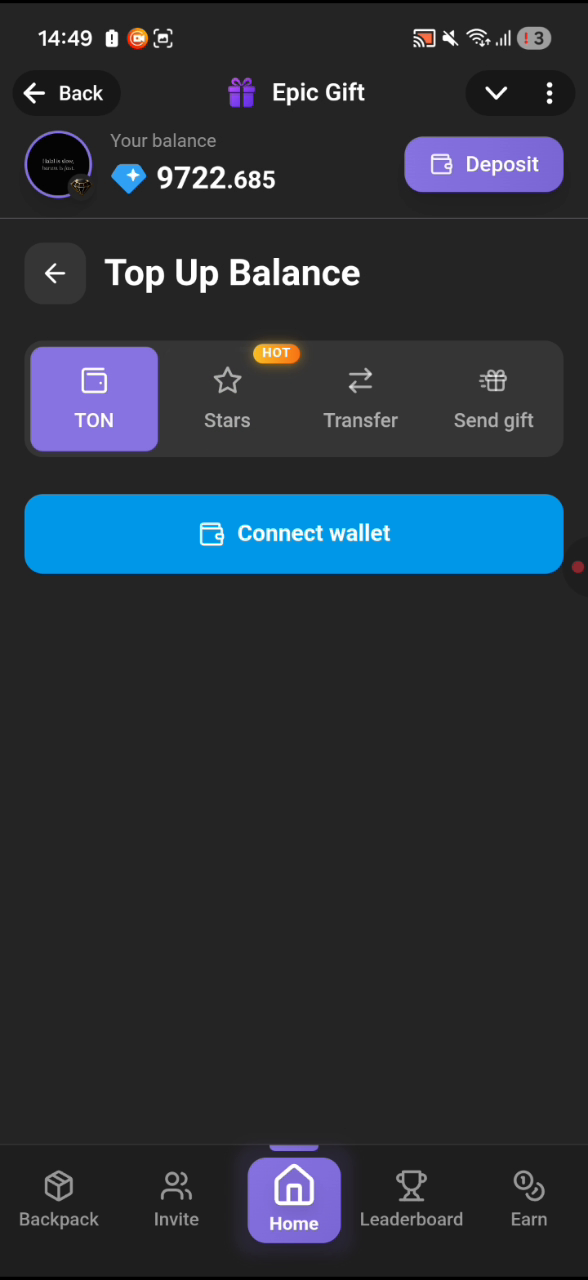 14:49
3
Back
Epic Gift
Your balance
9722.685
Deposit
Top Up Balance
HOT
TON
Stars
Transfer
Send gift
Connect wallet
Backpack
Invite
Home
Leaderboard
Earn